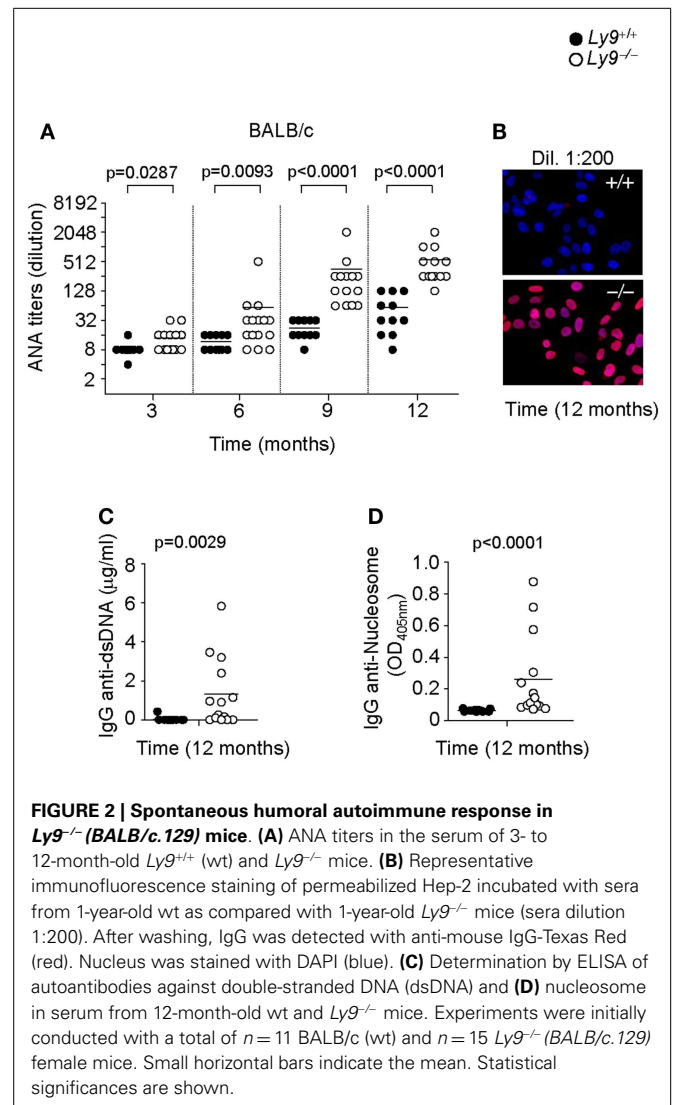 ● Ly9+/+
○ Ly9−/−
A
BALB/c
B
Dil. 1:200
p=0.0287
p=0.0093
p<0.0001
p<0.0001
+/+
−/−
ANA titers (dilution)
8192
2048
512
128
32
8
2
3
6
9
12
Time (months)
Time (12 months)
C
p=0.0029
IgG anti-dsDNA (µg/ml)
8
6
4
2
0
Time (12 months)
D
p<0.0001
IgG anti-Nucleosome
(OD405nm)
1.0
0.8
0.6
0.4
0.2
0
Time (12 months)
FIGURE 2 | Spontaneous humoral autoimmune response in
Ly9−/− (BALB/c.129) mice. (A) ANA titers in the serum of 3- to
12-month-old Ly9+/+ (wt) and Ly9−/− mice. (B) Representative
immunofluorescence staining of permeabilized Hep-2 incubated with sera
from 1-year-old wt as compared with 1-year-old Ly9−/− mice (sera dilution
1:200). After washing, IgG was detected with anti-mouse IgG-Texas Red
(red). Nucleus was stained with DAPI (blue). (C) Determination by ELISA of
autoantibodies against double-stranded DNA (dsDNA) and (D) nucleosome
in serum from 12-month-old wt and Ly9−/− mice. Experiments were initially
conducted with a total of n = 11 BALB/c (wt) and n = 15 Ly9−/− (BALB/c.129)
female mice. Small horizontal bars indicate the mean. Statistical
significances are shown.